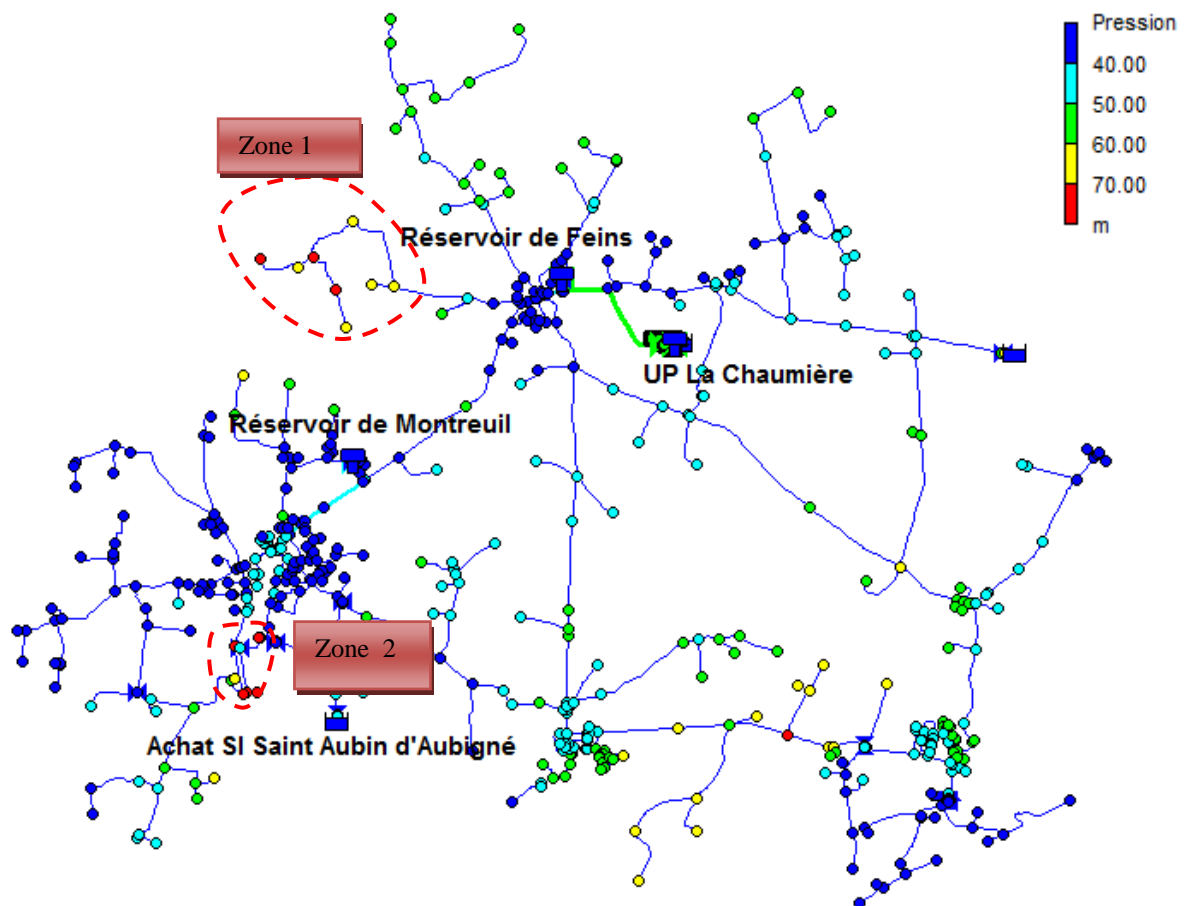 Pression
40.00
50.00
60.00
70.00
m
Zone 1
Réservoir de Feins
UP La Chaumière
Réservoir de Montreuil
Zone 2
Achat SI Saint Aubin d'Aubigné